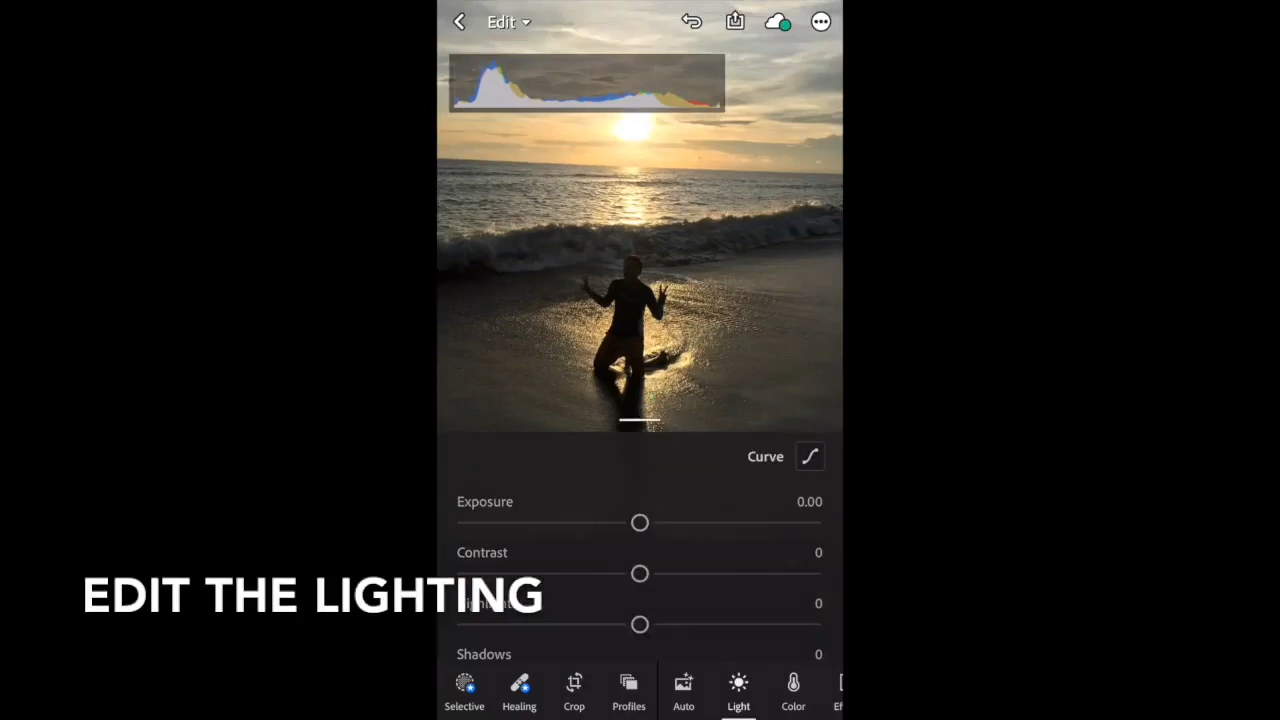 Edit
Curve
Exposure 0.00
Contrast 0
EDIT THE LIGHTING
0
Shadows 0
Selective Healing Crop Profiles Auto Light Color